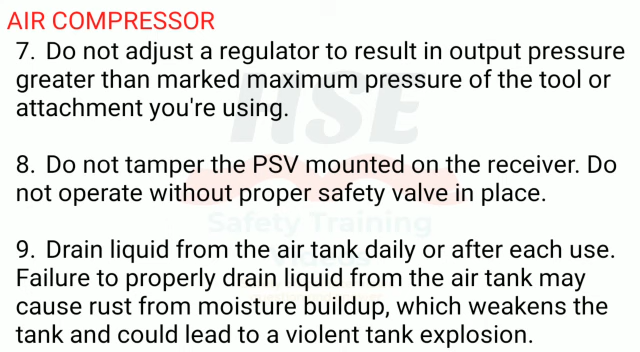 AIR COMPRESSOR
7. Do not adjust a regulator to result in output pressure
greater than marked maximum pressure of the tool or
attachment you're using.
8. Do not tamper the PSV mounted on the receiver. Do
not operate without proper safety valve in place.
9. Drain liquid from the air tank daily or after each use.
Failure to properly drain liquid from the air tank may
cause rust from moisture buildup, which weakens the
tank and could lead to a violent tank explosion.
HSE
Safety Training